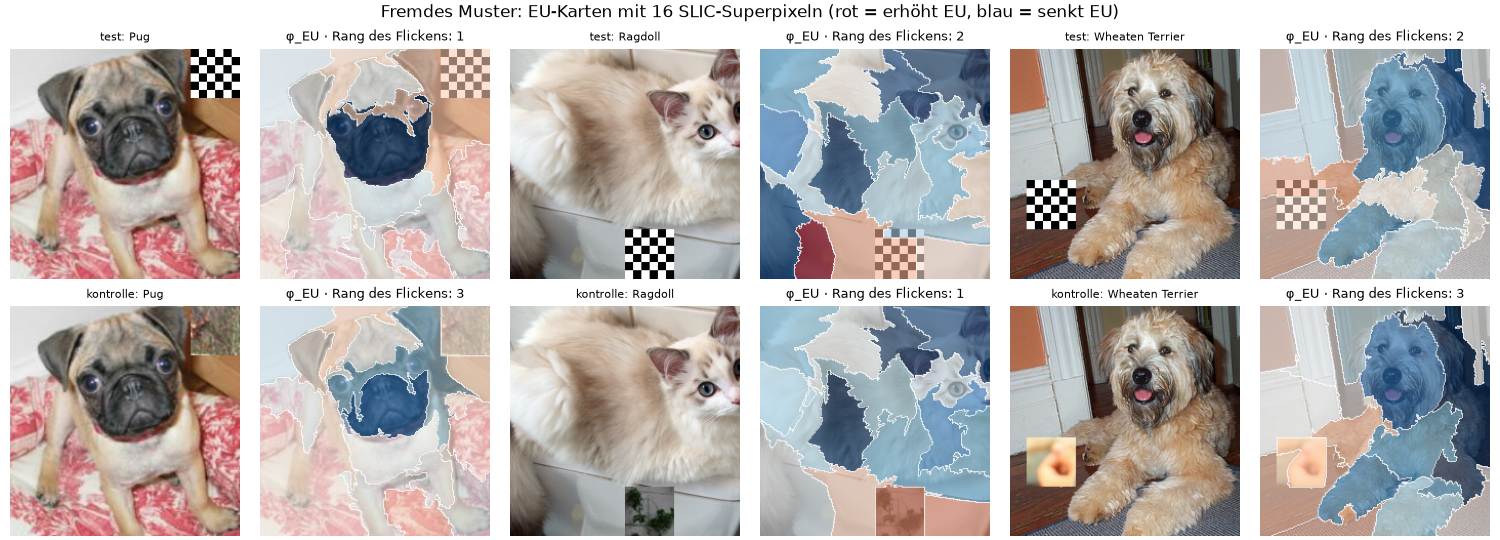 Fremdes Muster: EU-Karten mit 16 SLIC-Superpixeln (rot = erhöht EU, blau = senkt EU)
test: Pug
φ_EU · Rang des Flickens: 1
test: Ragdoll
φ_EU · Rang des Flickens: 2
test: Wheaten Terrier
φ_EU · Rang des Flickens: 2
kontrolle: Pug
φ_EU · Rang des Flickens: 3
kontrolle: Ragdoll
φ_EU · Rang des Flickens: 1
kontrolle: Wheaten Terrier
φ_EU · Rang des Flickens: 3